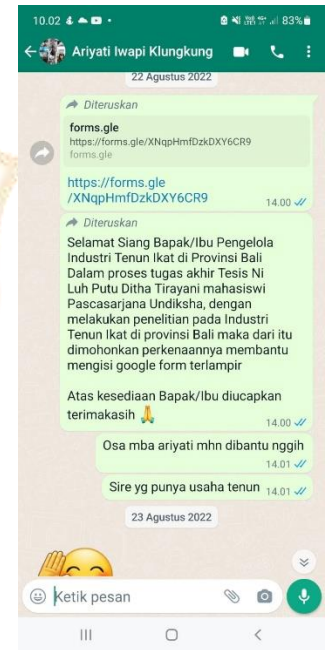 10.02
83%
Ariyati Iwapi Klungkung
22 Agustus 2022
Diteruskan
forms.gle
https://forms.gle/XNqpHmfDzkDXY6CR9
forms.gle
https://forms.gle
/XNqpHmfDzkDXY6CR9
14.00
Diteruskan
Selamat Siang Bapak/Ibu Pengelola
Industri Tenun Ikat di Provinsi Bali
Dalam proses tugas akhir Tesis Ni
Luh Putu Ditha Tirayani mahasiswi
Pascasarjana Undiksha, dengan
melakukan penelitian pada Industri
Tenun Ikat di provinsi Bali maka dari itu
dimohonkan perkenaannya membantu
mengisi google form terlampir
Atas kesediaan Bapak/Ibu diucapkan
terimakasih 🙏
14.00
Osa mba ariyati mhn dibantu nggih
14.01
Sire yg punya usaha tenun 14.01
23 Agustus 2022
Ketik pesan